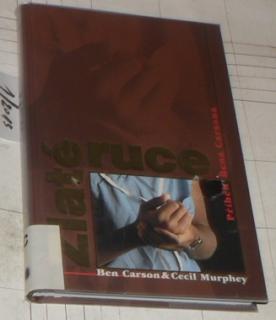 Zlaté ruce
Příběh Bena Carsona
Ben Carson & Cecil Murphey